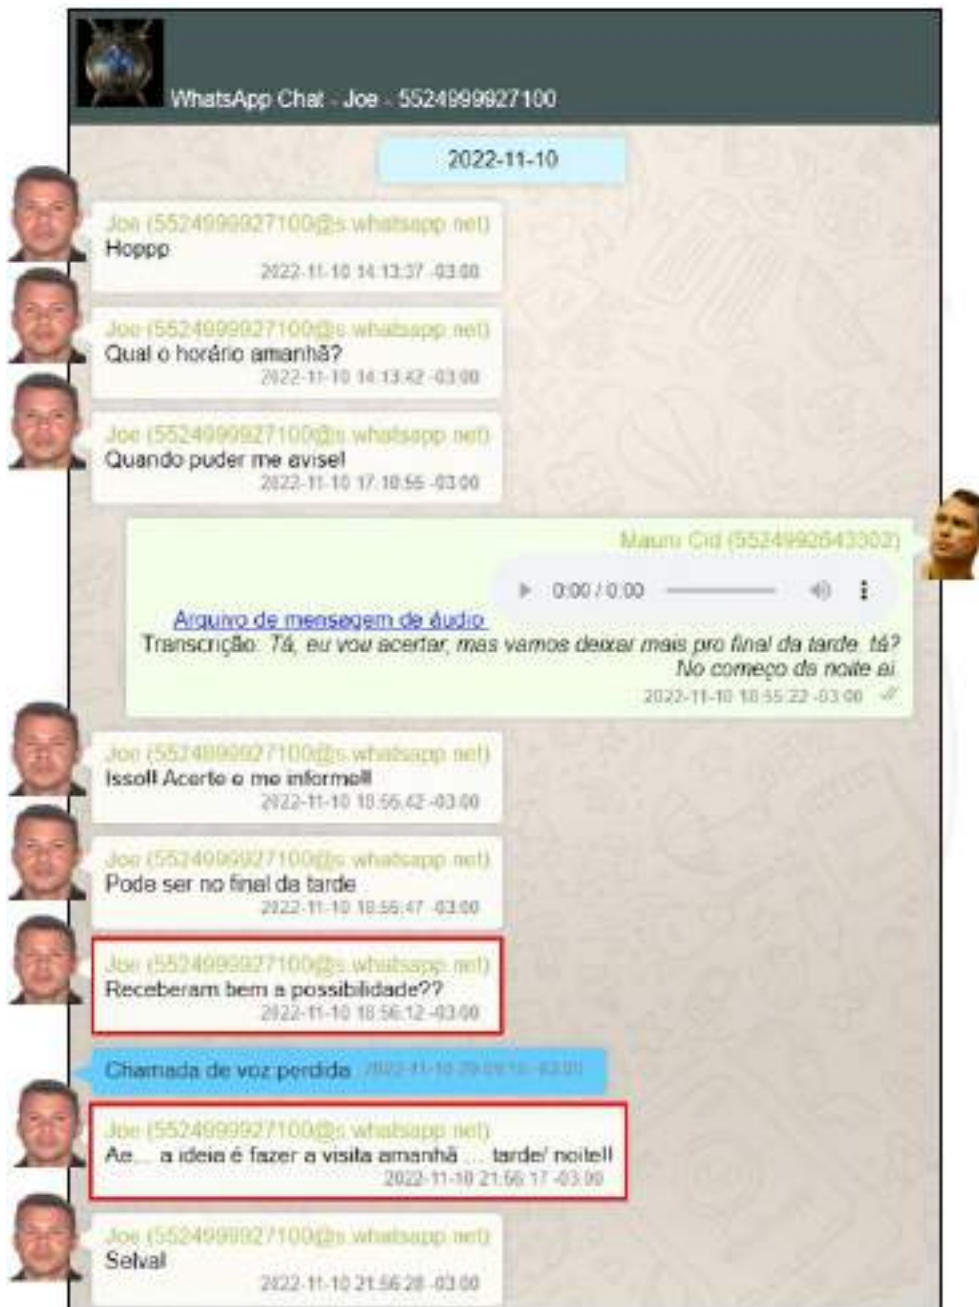 WhatsApp Chat - Joe - 5524999927100
2022-11-10
Joe (5524999927100@s.whatsapp.net)
Hoppp
2022-11-10 14:13:37 -03:00
Joe (5524999927100@s.whatsapp.net)
Qual o horário amanhã?
2022-11-10 14:13:42 -03:00
Joe (5524999927100@s.whatsapp.net)
Quando puder me avise!
2022-11-10 -03:00
Mauro Cid (5524992643302)
0:00 / 0:00
Arquivo de mensagem de áudio
Transcrição: Tá, eu vou acertar, mas vamos deixar mais pro final da tarde, tá?
No começo da noite aí.
2022-11-10 18:55:22 -03:00
Joe (5524999927100@s.whatsapp.net)
Isso!! Acerte e me informe!!
2022-11-10 18:55:42 -03:00
Joe (5524999927100@s.whatsapp.net)
Pode ser no final da tarde
2022-11-10 18:55:47 -03:00
Joe (5524999927100@s.whatsapp.net)
Receberam bem a possibilidade??
2022-11-10 18:56:12 -03:00
Chamada de voz perdida 2022-11-10 -03:00
Joe (5524999927100@s.whatsapp.net)
Ae... a ideia é fazer a visita amanhã ... tarde/ noite!!
2022-11-10 21:56:17 -03:00
Joe (5524999927100@s.whatsapp.net)
Selva!
2022-11-10 21:56:28 -03:00